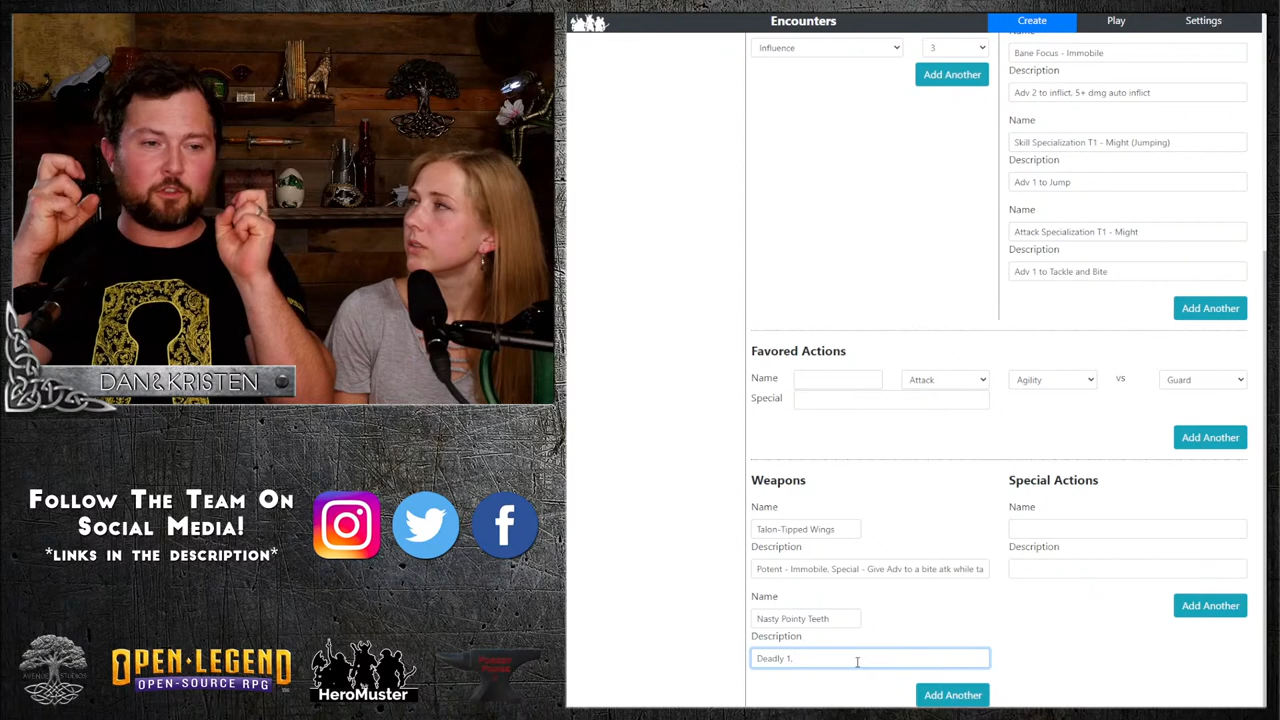 Encounters
Create
Play
Settings
Influence
3
Add Another
Name
Bane Focus - Immobile
Description
Adv 2 to inflict, 5+ dmg auto inflict
Name
Skill Specialization T1 - Might (Jumping)
Description
Adv 1 to Jump
Name
Attack Specialization T1 - Might
Description
Adv 1 to Tackle and Bite
Add Another
Favored Actions
Name
Attack
Agility
vs
Guard
Special
Add Another
Weapons
Name
Talon-Tipped Wings
Description
Potent - Immobile, Special - Give Adv to a bite atk while ta
Name
Nasty Pointy Teeth
Description
Deadly 1,
Add Another
Special Actions
Name
Description
Add Another
DAN & KRISTEN
FOLLOW THE TEAM ON
SOCIAL MEDIA!
*LINKS IN THE DESCRIPTION*
OPEN LEGEND
OPEN-SOURCE RPG
HeroMuster